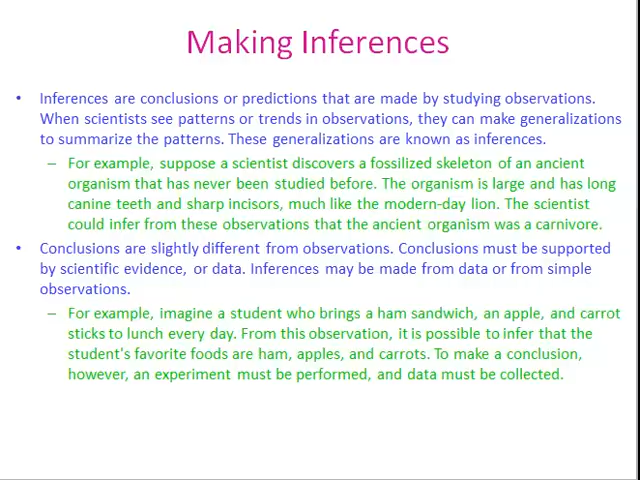 Making Inferences
• Inferences are conclusions or predictions that are made by studying observations.
When scientists see patterns or trends in observations, they can make generalizations
to summarize the patterns. These generalizations are known as inferences.
– For example, suppose a scientist discovers a fossilized skeleton of an ancient
organism that has never been studied before. The organism is large and has long
canine teeth and sharp incisors, much like the modern-day lion. The scientist
could infer from these observations that the ancient organism was a carnivore.
• Conclusions are slightly different from observations. Conclusions must be supported
by scientific evidence, or data. Inferences may be made from data or from simple
observations.
– For example, imagine a student who brings a ham sandwich, an apple, and carrot
sticks to lunch every day. From this observation, it is possible to infer that the
student's favorite foods are ham, apples, and carrots. To make a conclusion,
however, an experiment must be performed, and data must be collected.